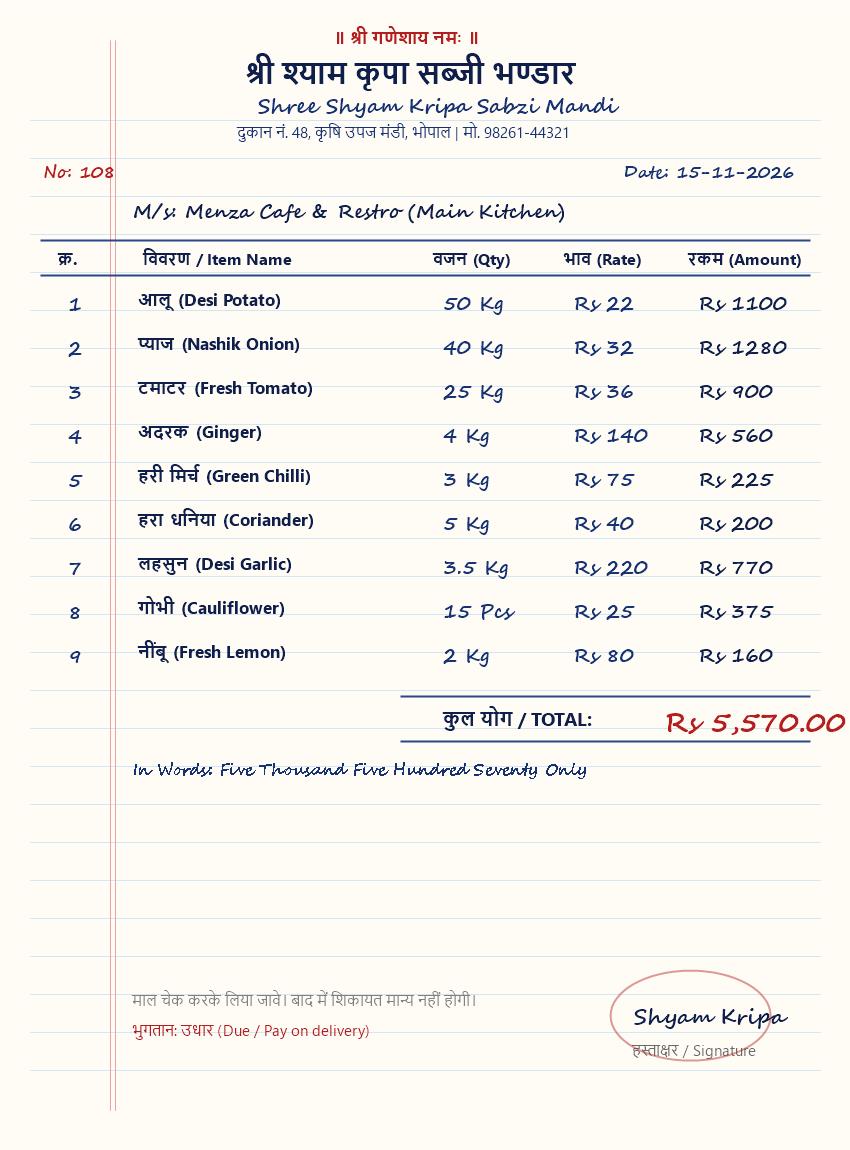 ॥ श्री गणेशाय नमः ॥
श्री श्याम कृपा सब्जी भण्डार
Shree Shyam Kripa Sabzi Mandi
दुकान नं. 48, कृषि उपज मंडी, भोपाल | मो. 98261-44321
No: 108 Date: 15-11-2026
M/s: Menza Cafe & Restro (Main Kitchen)
क्र. विवरण / Item Name वजन (Qty) भाव (Rate) रकम (Amount)
1 आलू (Desi Potato) 50 Kg Rs 22 Rs 1100
2 प्याज (Nashik Onion) 40 Kg Rs 32 Rs 1280
3 टमाटर (Fresh Tomato) 25 Kg Rs 36 Rs 900
4 अदरक (Ginger) 4 Kg Rs 140 Rs 560
5 हरी मिर्च (Green Chilli) 3 Kg Rs 75 Rs 225
6 हरा धनिया (Coriander) 5 Kg Rs 40 Rs 200
7 लहसुन (Desi Garlic) 3.5 Kg Rs 220 Rs 770
8 गोभी (Cauliflower) 15 Pcs Rs 25 Rs 375
9 नींबू (Fresh Lemon) 2 Kg Rs 80 Rs 160
कुल योग / TOTAL: Rs 5,570.00
In Words: Five Thousand Five Hundred Seventy Only
माल चेक करके लिया जावे। बाद में शिकायत मान्य नहीं होगी।
भुगतान: उधार (Due / Pay on delivery)
Shyam Kripa
हस्ताक्षर / Signature